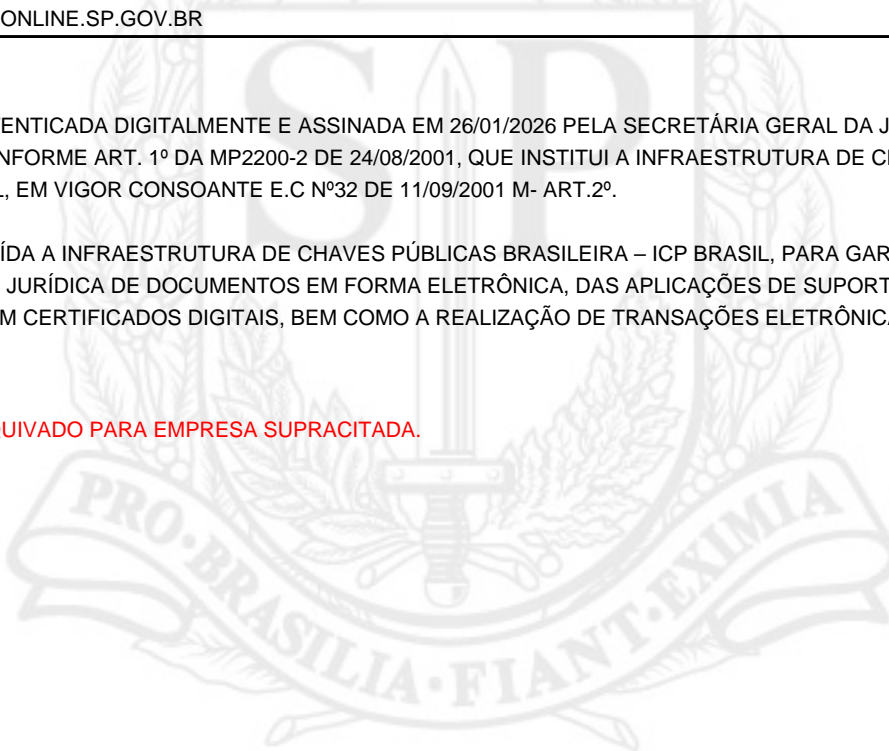 ONLINE.SP.GOV.BR
ENTICADA DIGITALMENTE E ASSINADA EM 26/01/2026 PELA SECRETÁRIA GERAL DA J
NFORME ART. 1º DA MP2200-2 DE 24/08/2001, QUE INSTITUI A INFRAESTRUTURA DE C
, EM VIGOR CONSOANTE E.C Nº32 DE 11/09/2001 M- ART.2º.
ÍDA A INFRAESTRUTURA DE CHAVES PÚBLICAS BRASILEIRA – ICP BRASIL, PARA GAR
JURÍDICA DE DOCUMENTOS EM FORMA ELETRÔNICA, DAS APLICAÇÕES DE SUPORT
M CERTIFICADOS DIGITAIS, BEM COMO A REALIZAÇÃO DE TRANSAÇÕES ELETRÔNICA
QUIVADO PARA EMPRESA SUPRACITADA.
SP
PRO·BRASILIA·FIANT·EXIMIA